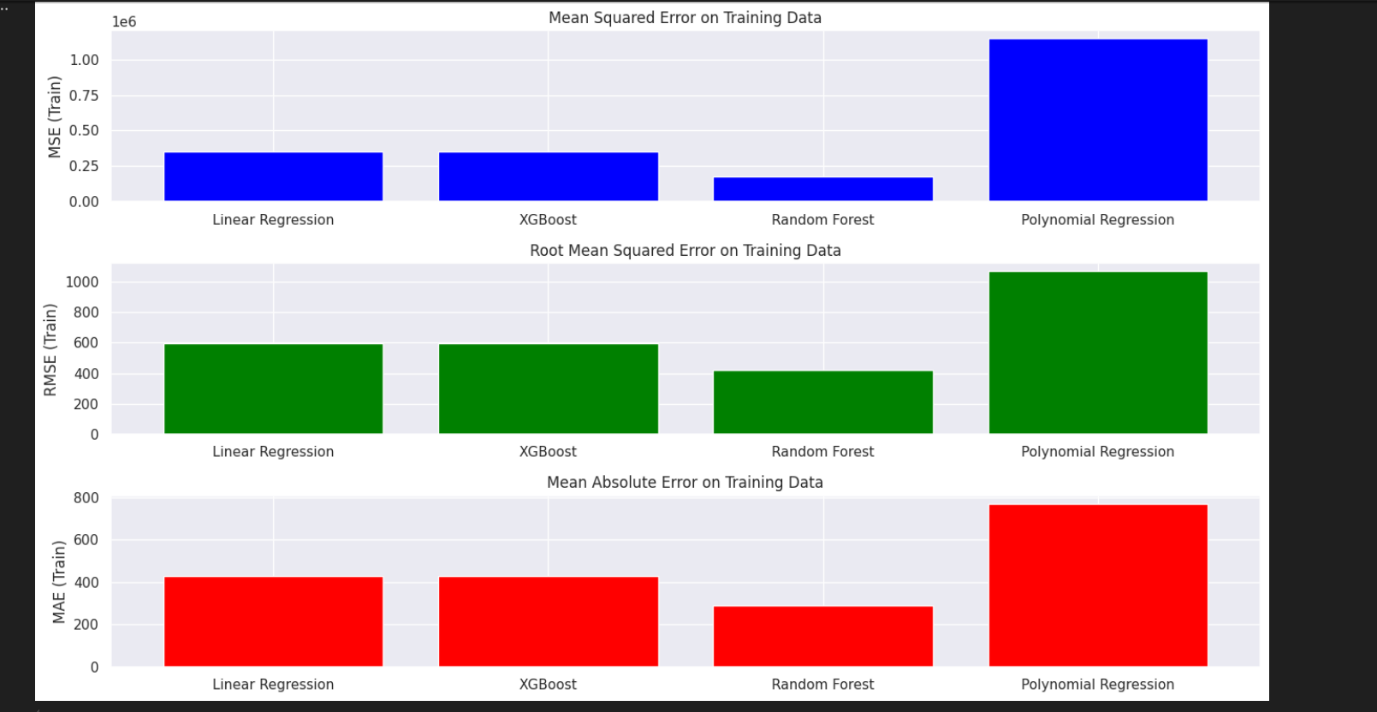 Mean Squared Error on Training Data
1e6
MSE (Train)
1.00
0.75
0.50
0.25
0.00
Linear Regression XGBoost Random Forest Polynomial Regression
Root Mean Squared Error on Training Data
RMSE (Train)
1000
800
600
400
200
0
Linear Regression XGBoost Random Forest Polynomial Regression
Mean Absolute Error on Training Data
MAE (Train)
800
600
400
200
0
Linear Regression XGBoost Random Forest Polynomial Regression